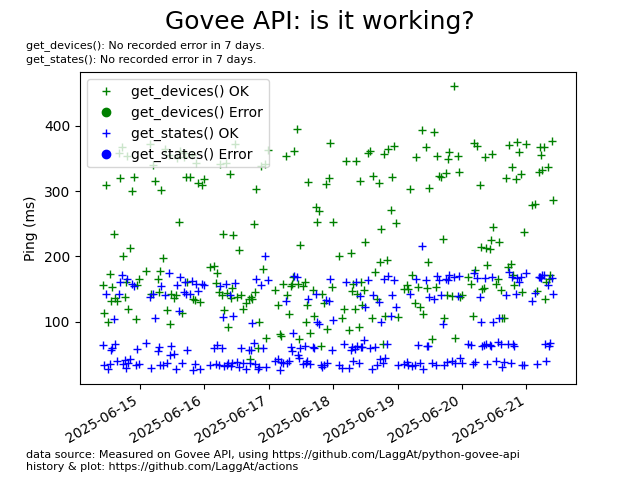 Govee API: is it working?
get_devices(): No recorded error in 7 days.
get_states(): No recorded error in 7 days.
get_devices() OK
get_devices() Error
get_states() OK
get_states() Error
Ping (ms)
400
300
200
100
2025-06-15
2025-06-16
2025-06-17
2025-06-18
2025-06-19
2025-06-20
2025-06-21
data source: Measured on Govee API, using https://github.com/LaggAt/python-govee-api
history & plot: https://github.com/LaggAt/actions